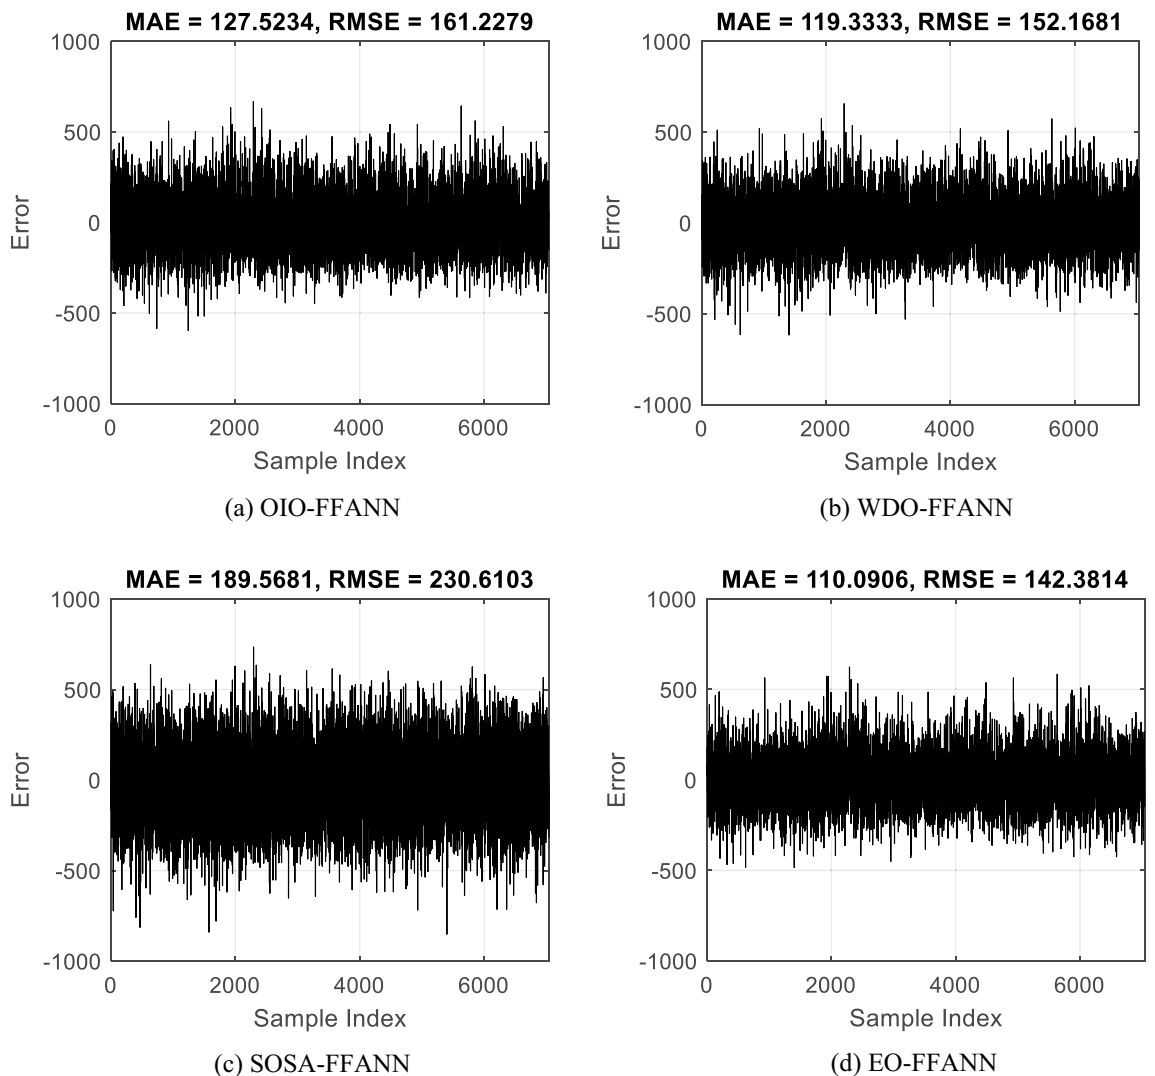 MAE = 127.5234, RMSE = 161.2279
1000
500
0
-500
-1000
Error
0 2000 4000 6000
Sample Index
(a) OIO-FFANN
MAE = 119.3333, RMSE = 152.1681
1000
500
0
-500
-1000
Error
0 2000 4000 6000
Sample Index
(b) WDO-FFANN
MAE = 189.5681, RMSE = 230.6103
1000
500
0
-500
-1000
Error
0 2000 4000 6000
Sample Index
(c) SOSA-FFANN
MAE = 110.0906, RMSE = 142.3814
1000
500
0
-500
-1000
Error
0 2000 4000 6000
Sample Index
(d) EO-FFANN